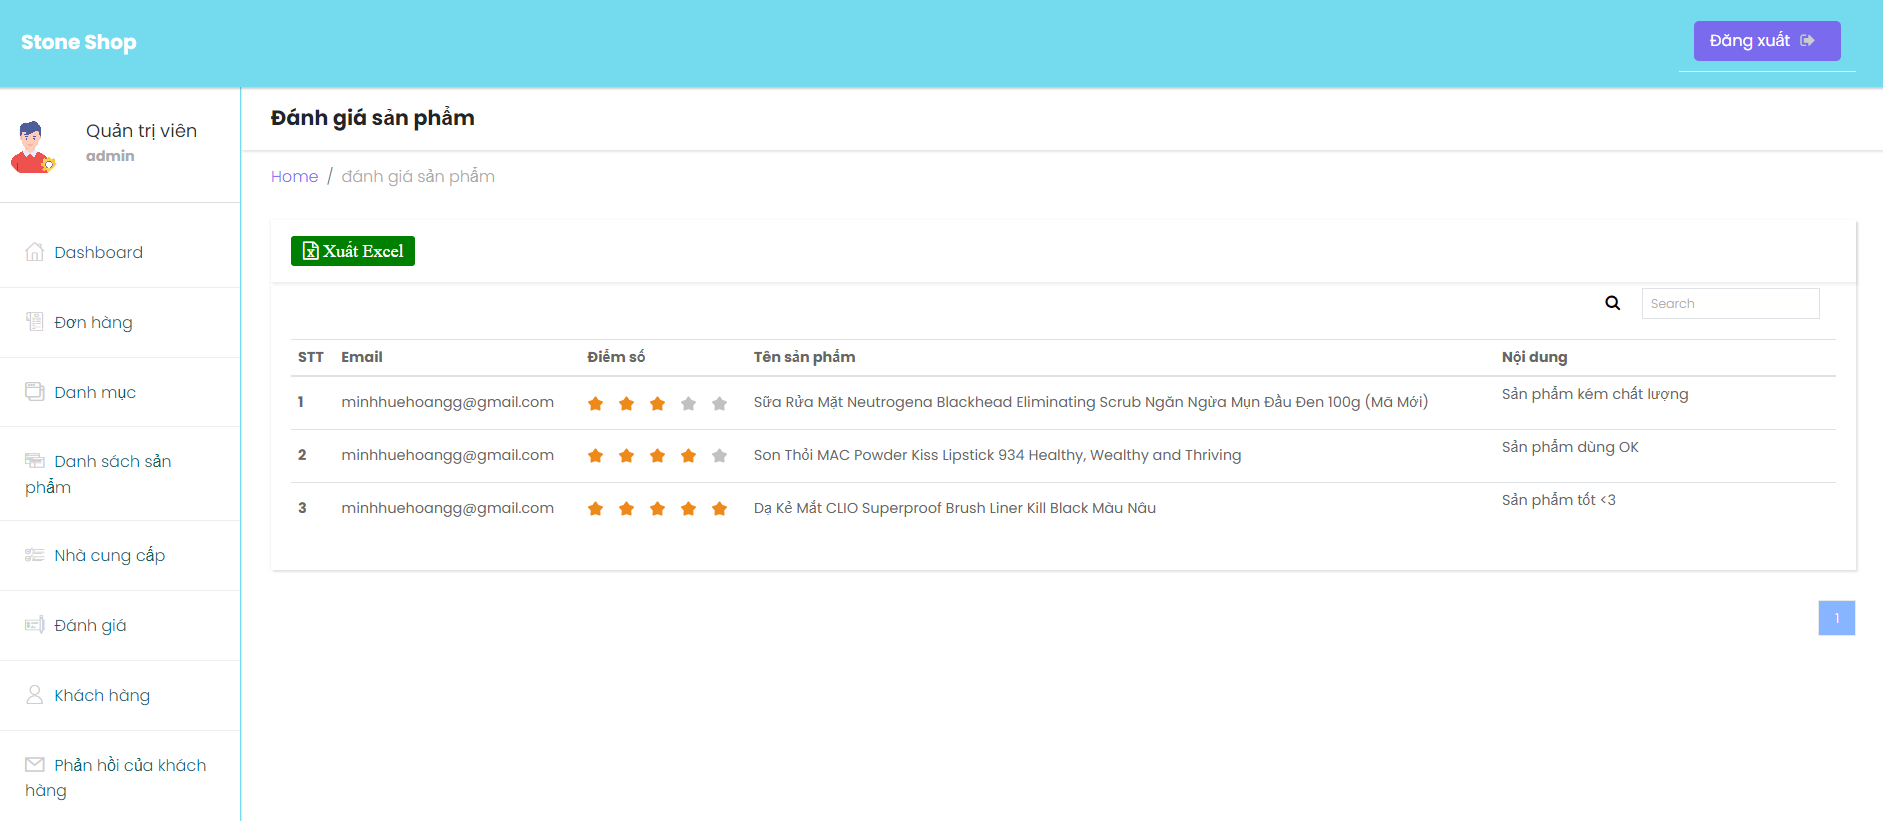 Stone Shop
Đăng xuất
Quản trị viên
admin
Dashboard
Đơn hàng
Danh mục
Danh sách sản
phẩm
Nhà cung cấp
Đánh giá
Khách hàng
Phản hồi của khách
hàng
Đánh giá sản phẩm
Home / đánh giá sản phẩm
Xuất Excel
Search
STT Email Điểm số Tên sản phẩm Nội dung
1 minhhuehoangg@gmail.com Sữa Rửa Mặt Neutrogena Blackhead Eliminating Scrub Ngăn Ngừa Mụn Đầu Đen 100g (Mã Mới) Sản phẩm kém chất lượng
2 minhhuehoangg@gmail.com Son Thỏi MAC Powder Kiss Lipstick 934 Healthy, Wealthy and Thriving Sản phẩm dùng OK
3 minhhuehoangg@gmail.com Dạ Kẻ Mắt CLIO Superproof Brush Liner Kill Black Màu Nâu Sản phẩm tốt <3
1